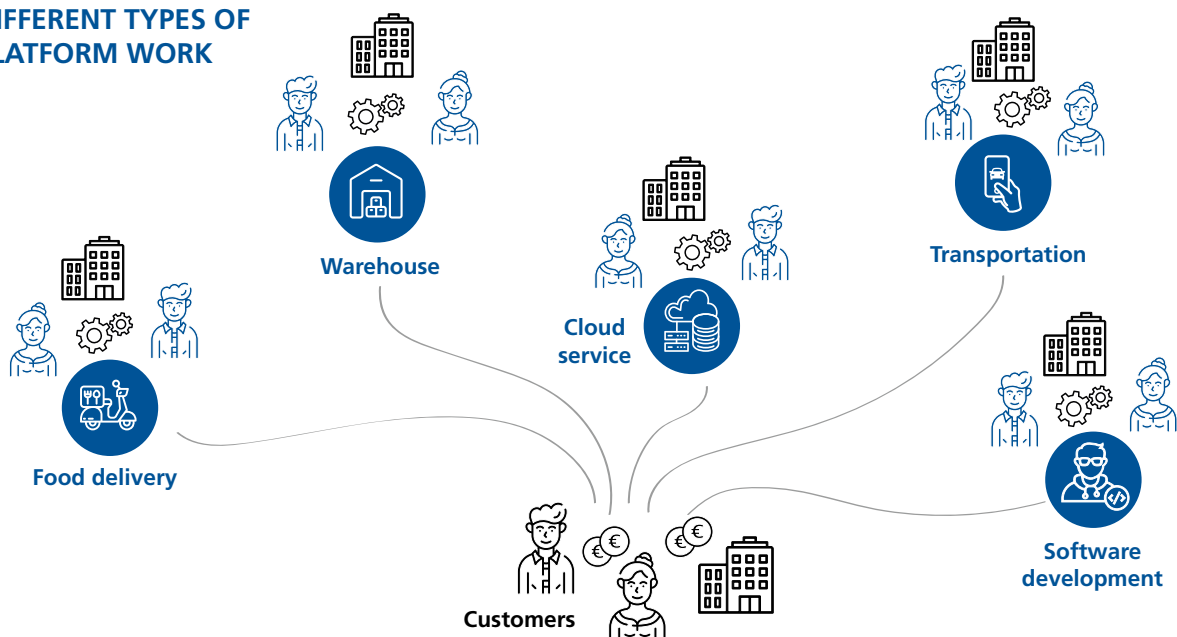 IFFERENT TYPES OF
LATFORM WORK
Warehouse
Transportation
Cloud
service
Food delivery
€ €
€ €
Software
development
Customers